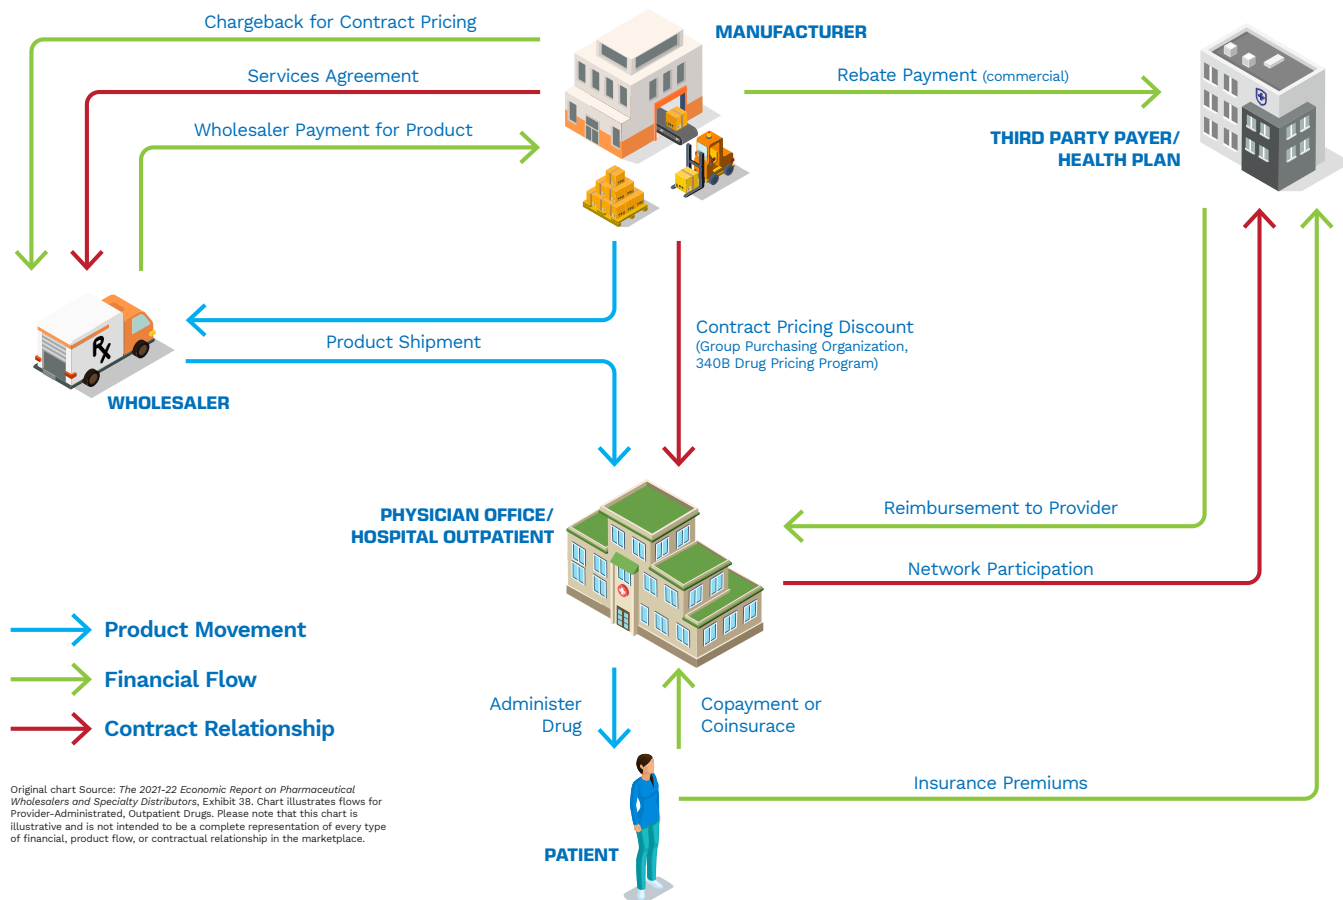 Chargeback for Contract Pricing
MANUFACTURER
Services Agreement
Rebate Payment (commercial)
Wholesaler Payment for Product
THIRD PARTY PAYER/
HEALTH PLAN
Contract Pricing Discount
(Group Purchasing Organization,
340B Drug Pricing Program)
Product Shipment
Rx
WHOLESALER
PHYSICIAN OFFICE/
HOSPITAL OUTPATIENT
Reimbursement to Provider
Network Participation
Product Movement
Financial Flow
Contract Relationship
Administer
Drug
Copayment or
Coinsurace
Insurance Premiums
Original chart Source: The 2021-22 Economic Report on Pharmaceutical
Wholesalers and Specialty Distributors, Exhibit 38. Chart illustrates flows for
Provider-Administrated, Outpatient Drugs. Please note that this chart is
illustrative and is not intended to be a complete representation of every type
of financial, product flow, or contractual relationship in the marketplace.
PATIENT